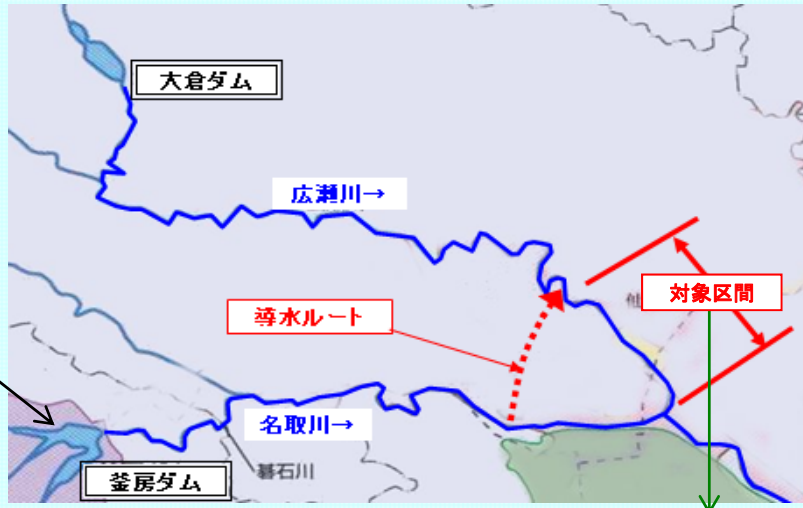 大倉ダム
広瀬川→
対象区間
導水ルート
名取川→
碁石川
釜房ダム